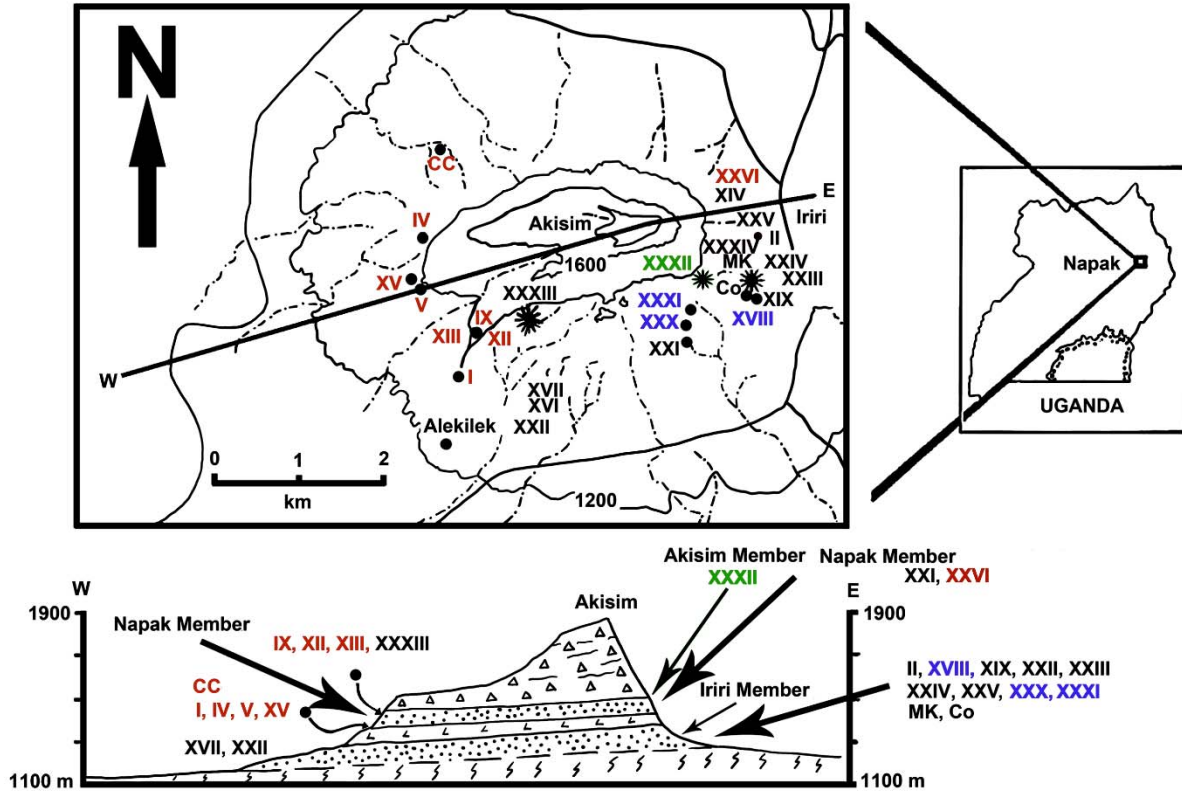 N
CC
XXVI
XIV
E
IV
Akisim
XXV
Iriri
II
XXXIV
1600
XXXII
MK
XXIV
XV
XXIII
V
XXXIII
Co
XXXI
XIX
IX
XVIII
XIII
XII
XXX
XXI
W
I
XVII
XVI
Alekilek
XXII
0 1 2
km
1200
Napak
UGANDA
Akisim Member
Napak Member
XXXII
XXI, XXVI
W
E
1900
Akisim
1900
Napak Member
IX, XII, XIII, XXXIII
CC
I, IV, V, XV
Iriri Member
II, XVIII, XIX, XXII, XXIII
XXIV, XXV, XXX, XXXI
MK, Co
XVII, XXII
1100 m
1100 m